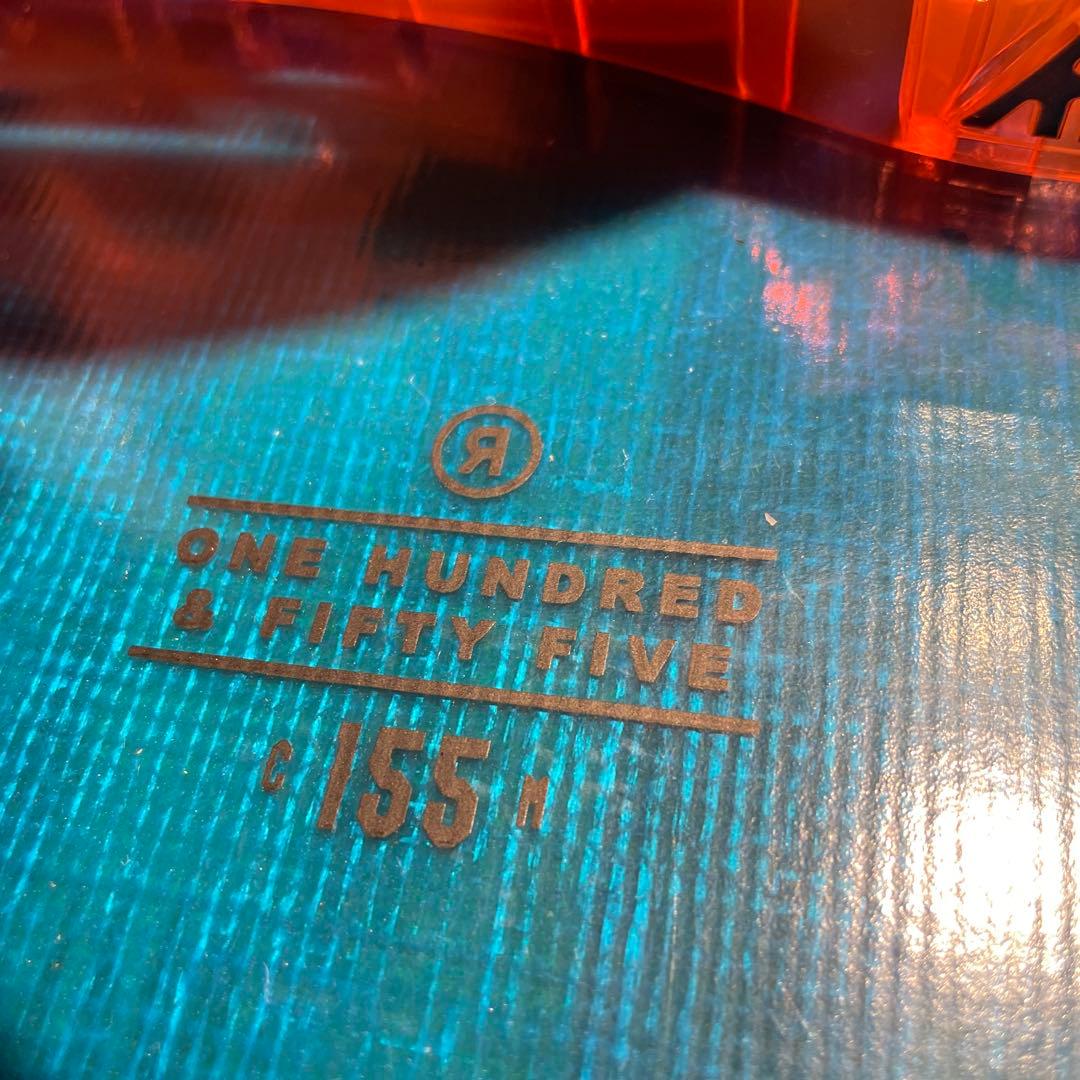 R
ONE HUNDRED
& FIFTY FIVE
C 155 M